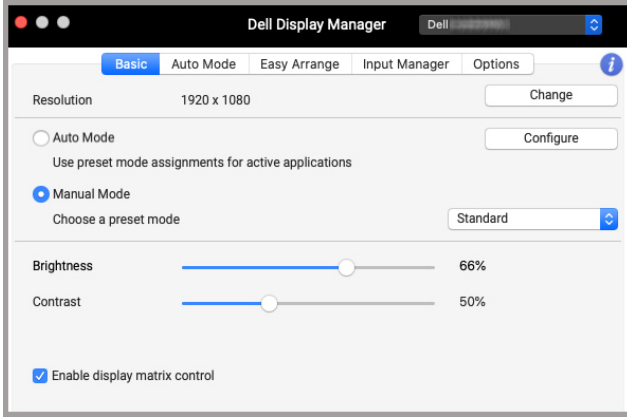 Dell Display Manager Dell
Basic Auto Mode Easy Arrange Input Manager Options i
Resolution 1920 x 1080 Change
Auto Mode Configure
Use preset mode assignments for active applications
Manual Mode
Choose a preset mode Standard
Brightness 66%
Contrast 50%
Enable display matrix control